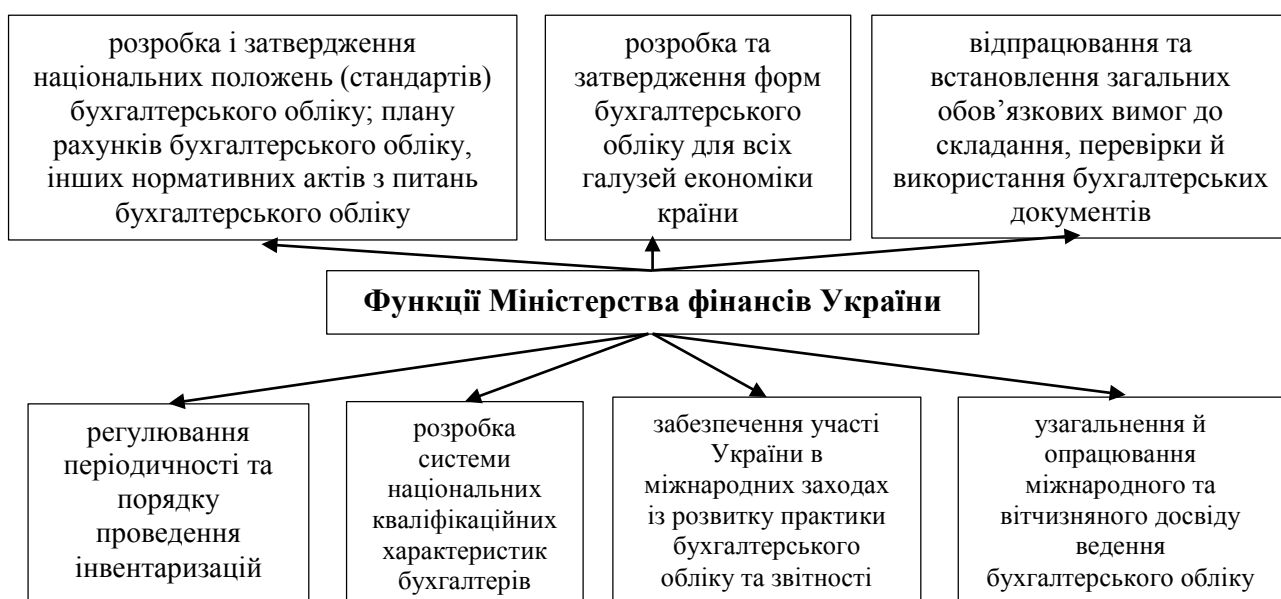 розробка і затвердження
національних положень (стандартів)
бухгалтерського обліку; плану
рахунків бухгалтерського обліку,
інших нормативних актів з питань
бухгалтерського обліку
розробка та
затвердження форм
бухгалтерського
обліку для всіх
галузей економіки
країни
відпрацювання та
встановлення загальних
обов’язкових вимог до
складання, перевірки й
використання бухгалтерських
документів
Функції Міністерства фінансів України
регулювання
періодичності та
порядку
проведення
інвентаризацій
розробка
системи
національних
кваліфікаційних
характеристик
бухгалтерів
забезпечення участі
України в
міжнародних заходах
із розвитку практики
бухгалтерського
обліку та звітності
узагальнення й
опрацювання
міжнародного та
вітчизняного досвіду
ведення
бухгалтерського обліку